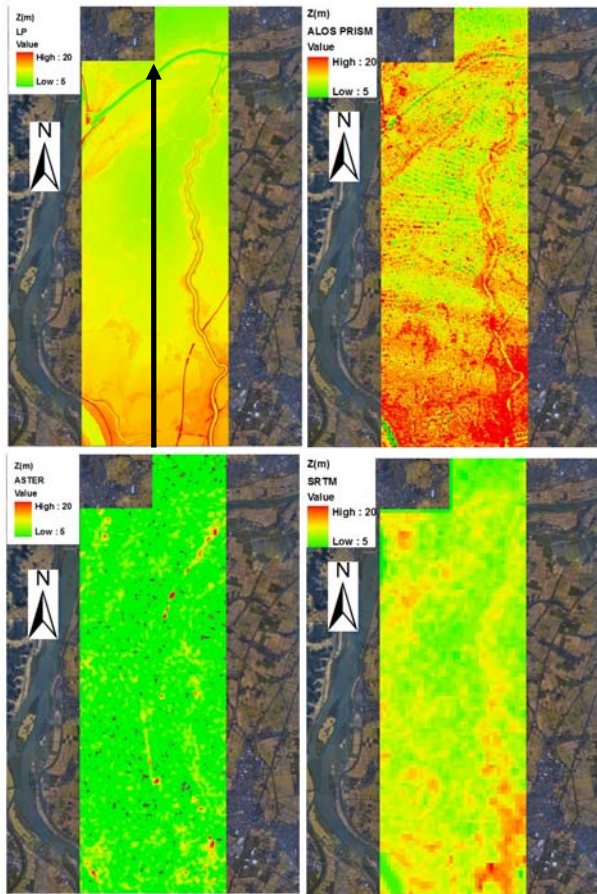 Z(m)
LP
Value
High : 20
Low : 5
N
Z(m)
ALOS PRISM
Value
High : 20
Low : 5
N
Z(m)
ASTER
Value
High : 20
Low : 5
N
Z(m)
SRTM
Value
High : 20
Low : 5
N